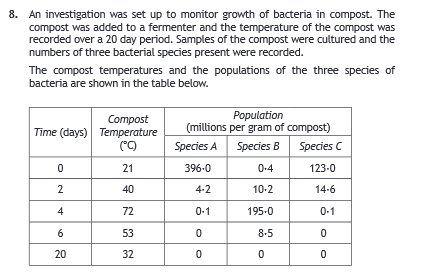 8. An investigation was set up to monitor growth of bacteria in compost. The
compost was added to a fermenter and the temperature of the compost was
recorded over a 20 day period. Samples of the compost were cultured and the
numbers of three bacterial species present were recorded.
The compost temperatures and the populations of the three species of
bacteria are shown in the table below.
Time (days) Compost Temperature (°C) Population (millions per gram of compost)
Species A Species B Species C
0 21 396·0 0·4 123·0
2 40 4·2 10·2 14·6
4 72 0·1 195·0 0·1
6 53 0 8·5 0
20 32 0 0 0